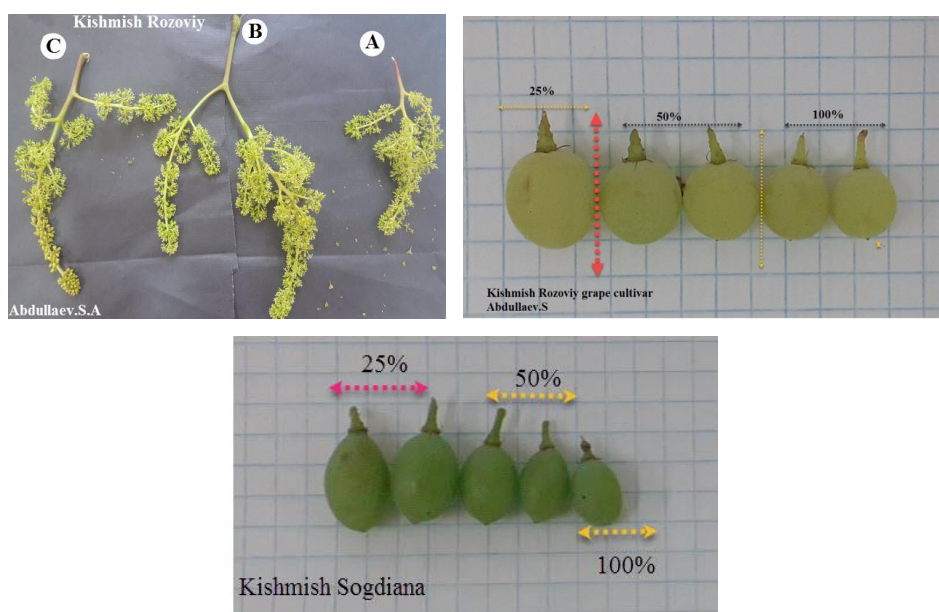 Kishmish Rozoviy
C
B
A
Abdullaev.S.A
25%
50%
100%
Kishmish Rozoviy grape cultivar
Abdullaev.S
25%
50%
100%
Kishmish Sogdiana